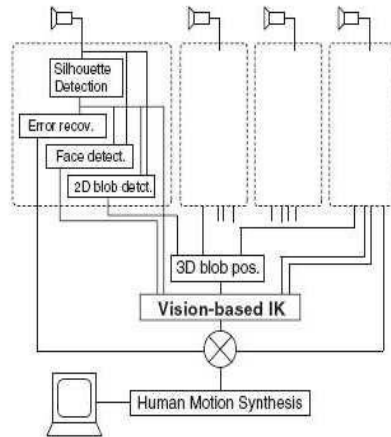 Silhouette
Detection
Error recov.
Face detect.
2D blob detct.
3D blob pos.
Vision-based IK
Human Motion Synthesis